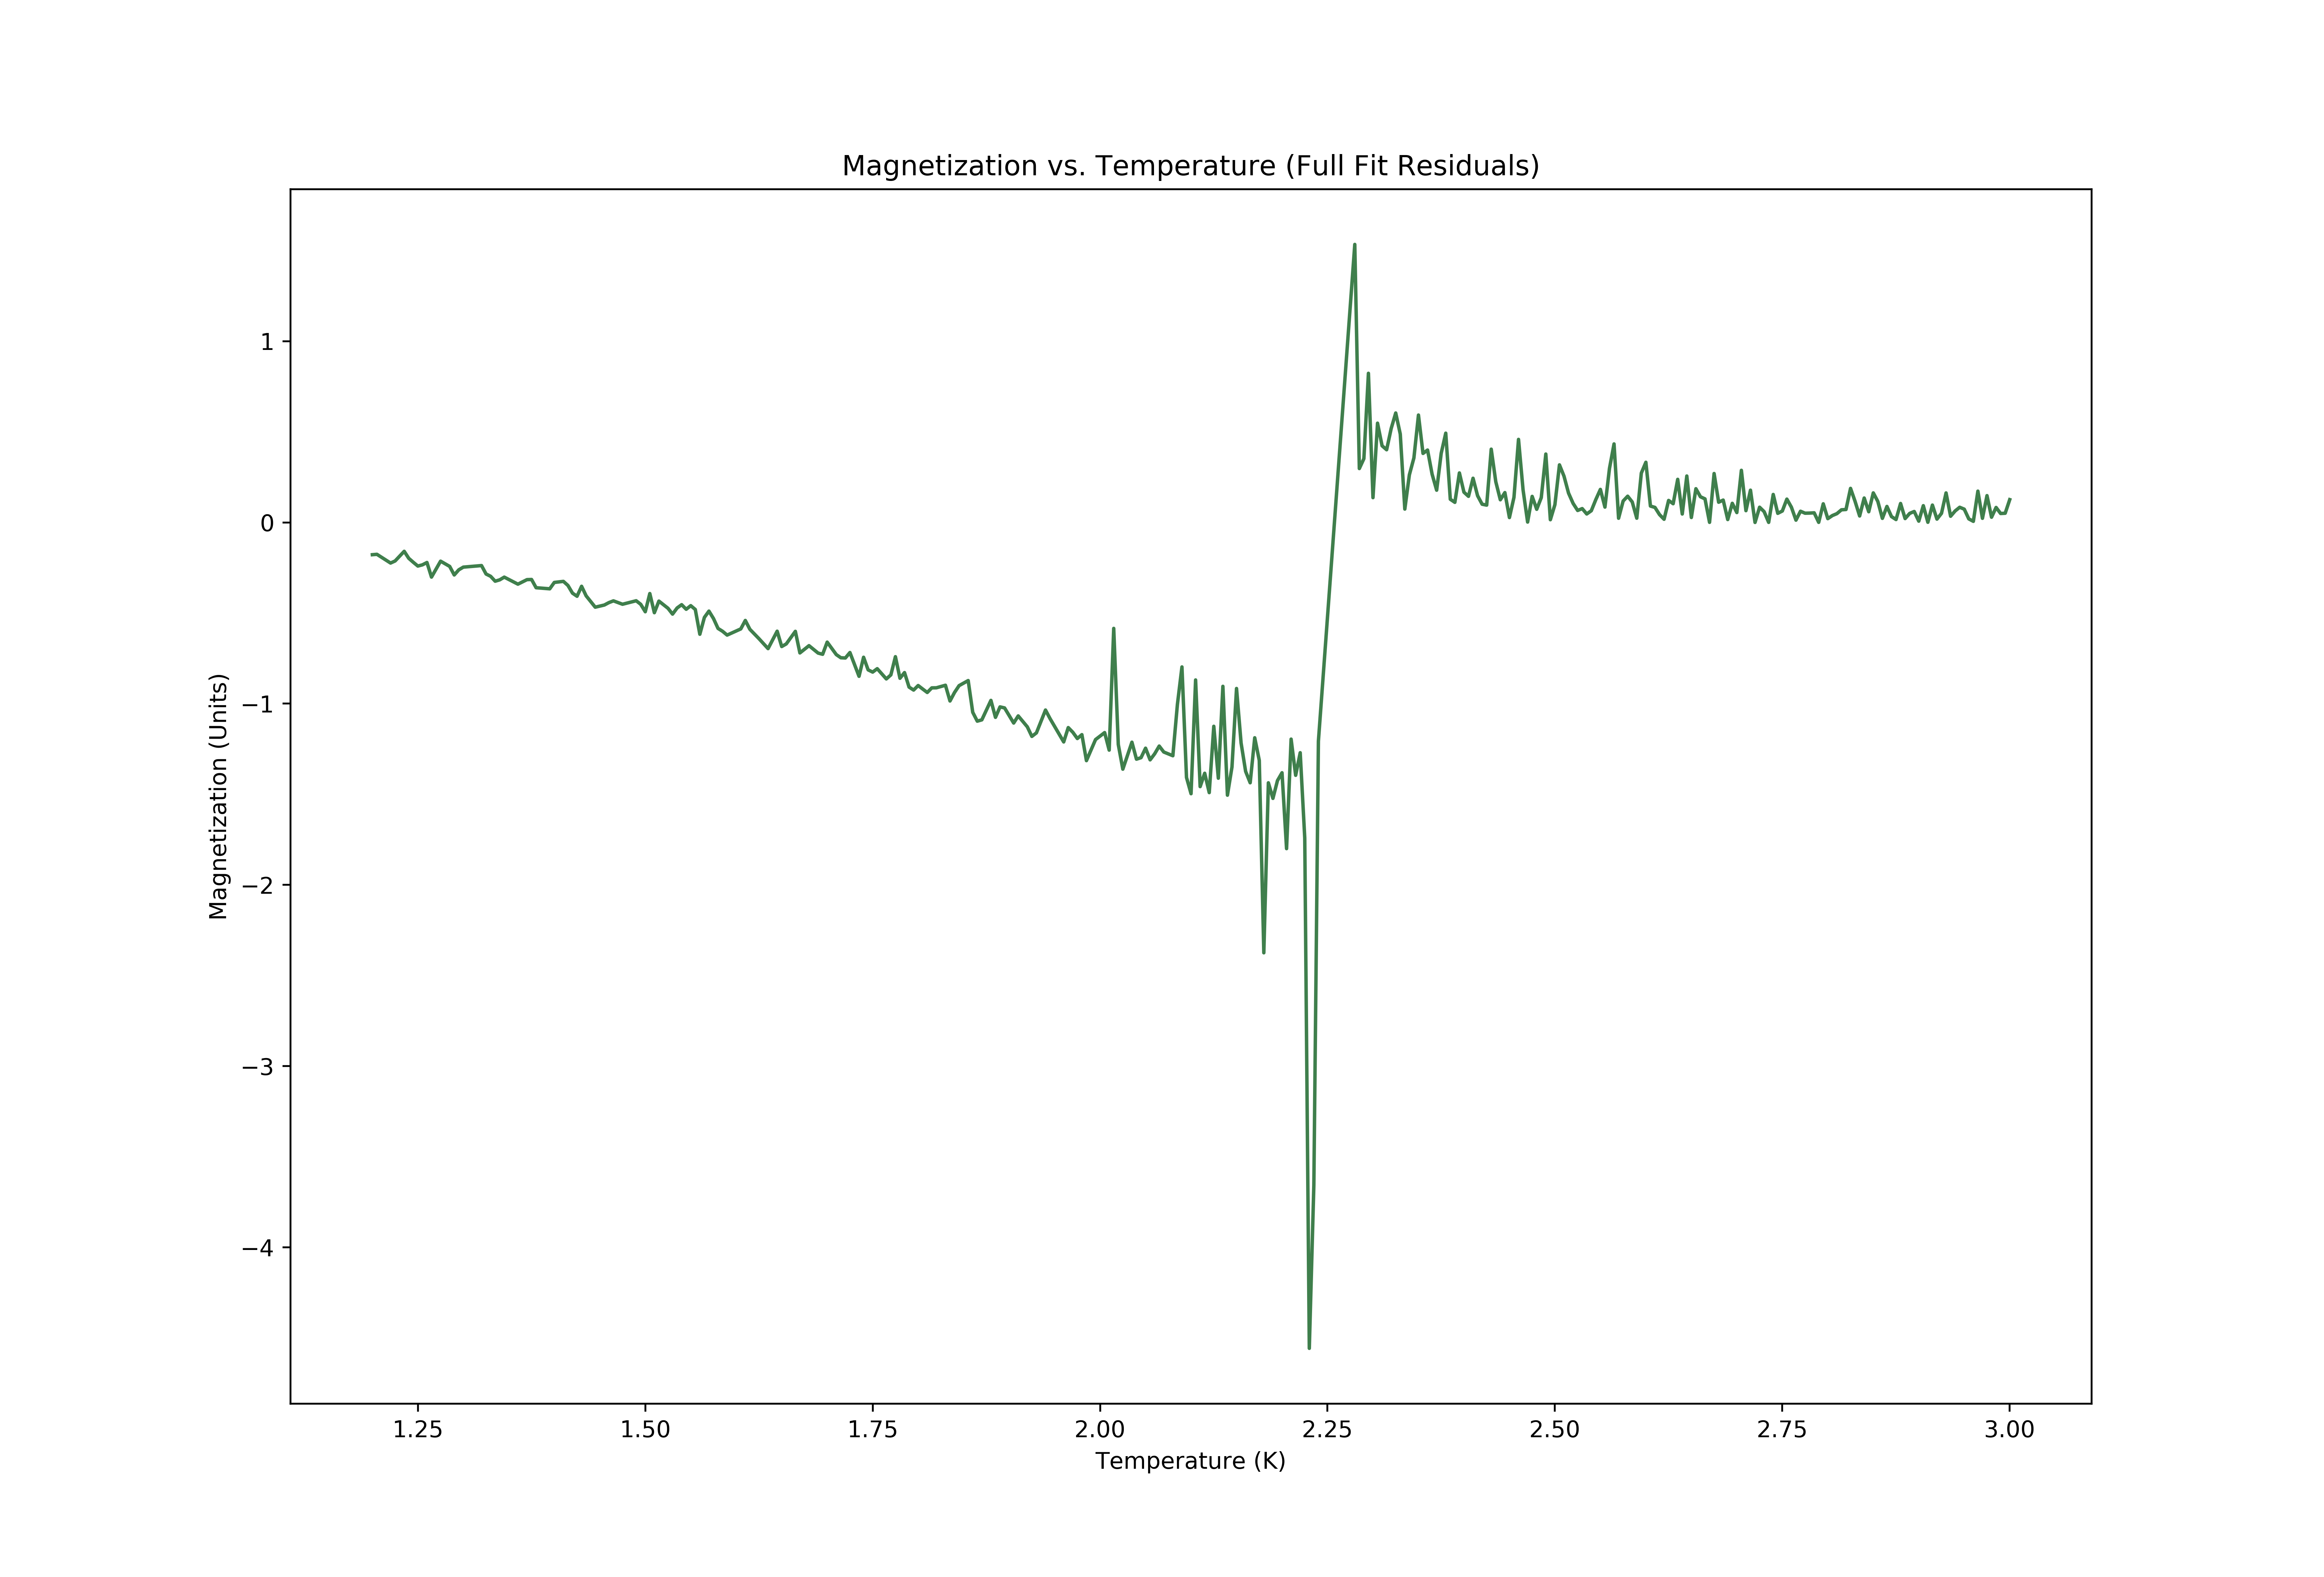 Magnetization vs. Temperature (Full Fit Residuals)
1
0
−1
−2
−3
−4
Magnetization (Units)
1.25 1.50 1.75 2.00 2.25 2.50 2.75 3.00
Temperature (K)